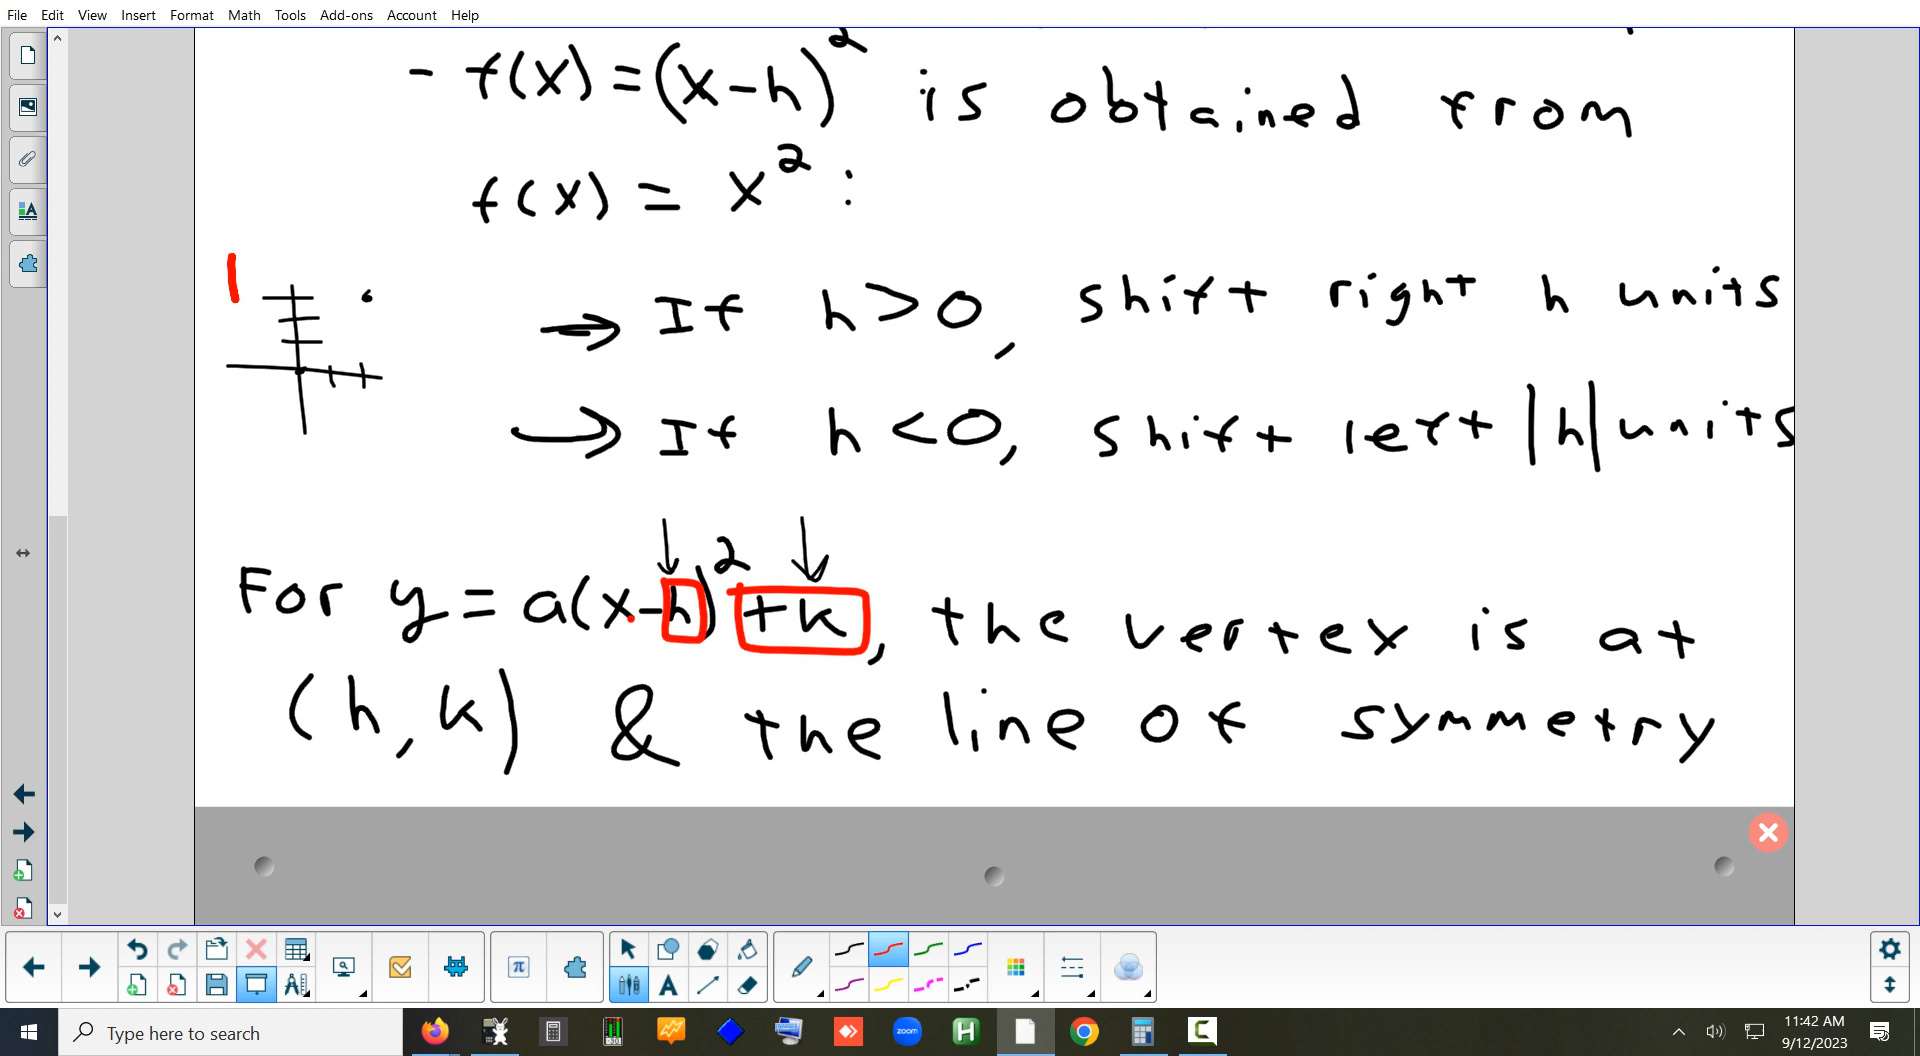 File Edit View Insert Format Math Tools Add-ons Account Help
- f(x) = (x-h)² is obtained from
f(x) = x² :
→ If h>0, shift right h units
→ If h<0, shift left |h| units
For y = a(x-h)² +k, the vertex is at
(h,k) & the line of symmetry
π
A
zoom
H
C
Type here to search
11:42 AM
9/12/2023